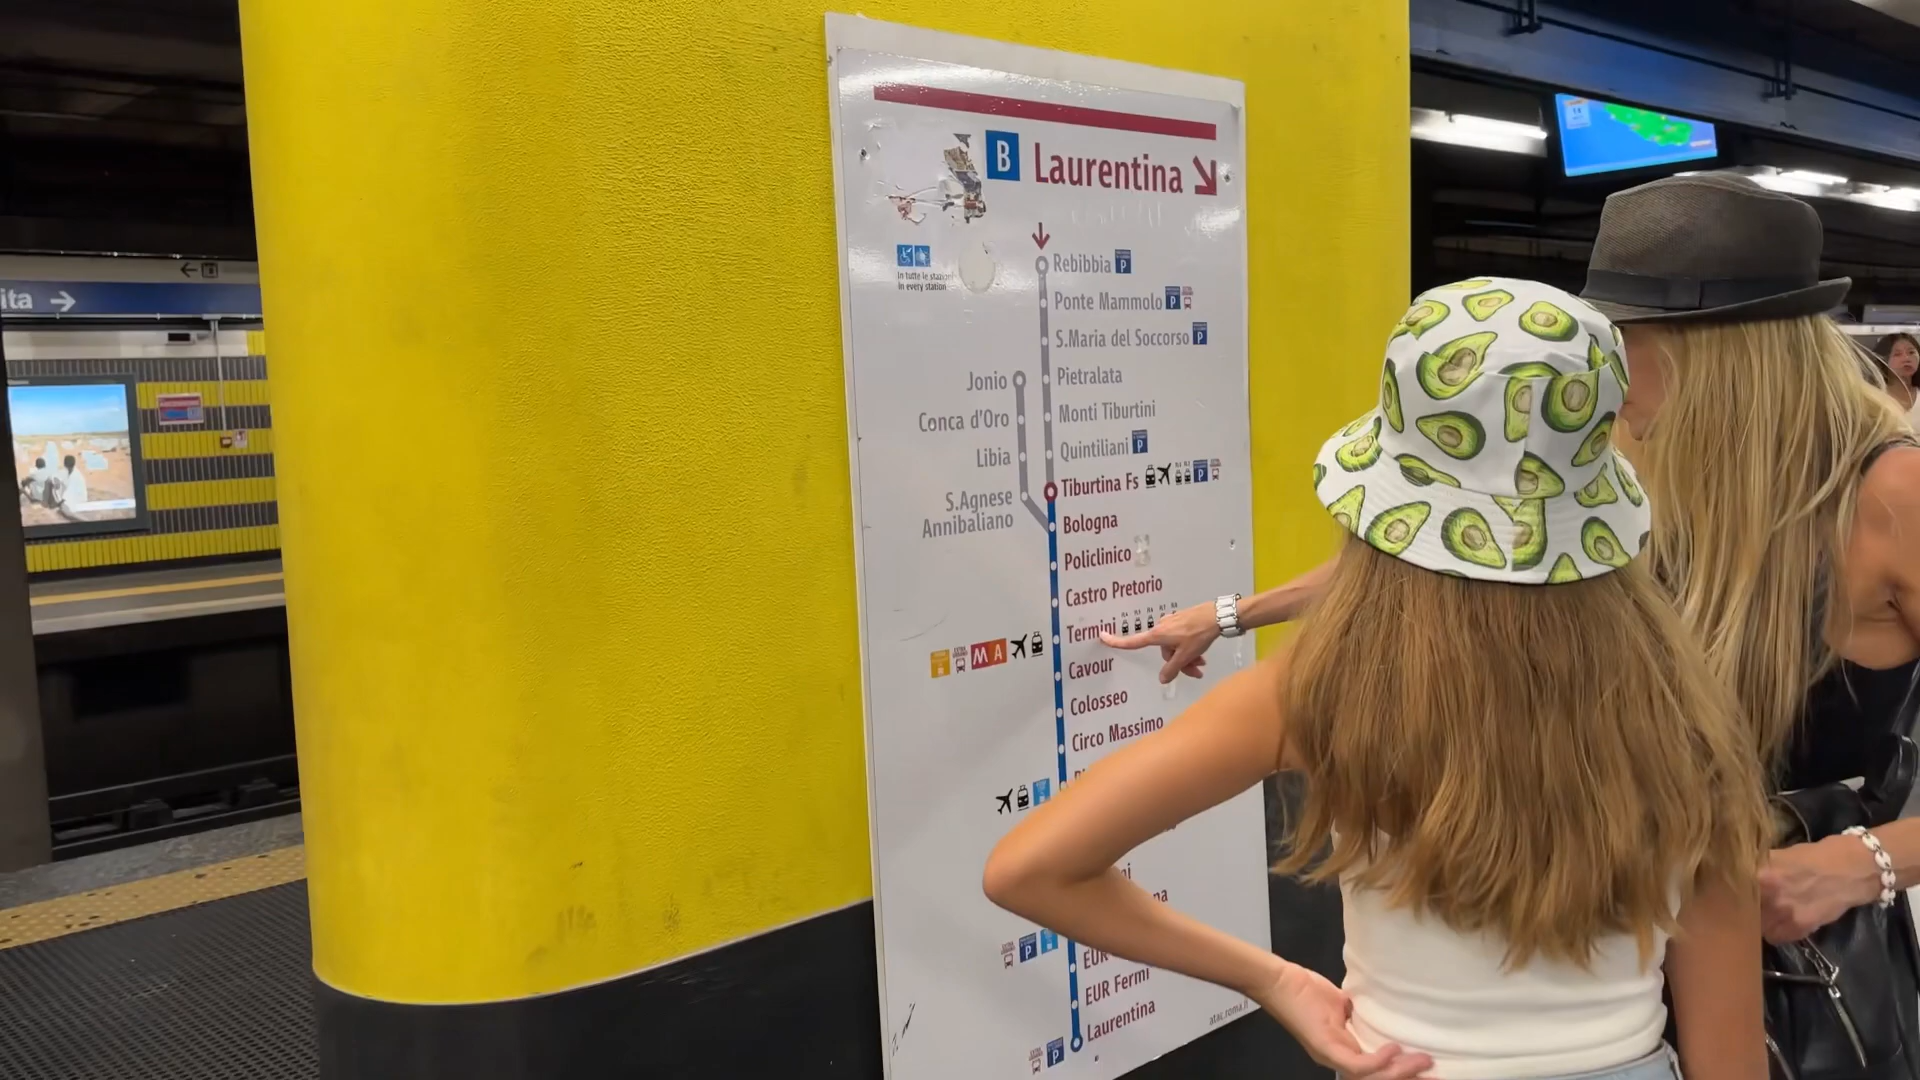 B Laurentina
In tutte le stazioni
In every station
Rebibbia P
Ponte Mammolo P
S.Maria del Soccorso P
Pietralata
Monti Tiburtini
Quintiliani P
Tiburtina Fs P
Jonio
Conca d'Oro
Libia
S.Agnese
Annibaliano
Bologna
Policlinico
Castro Pretorio
Termini
M A
Cavour
Colosseo
Circo Massimo
P
EUR
EUR Fermi
Laurentina
P
atac.roma.it
ita